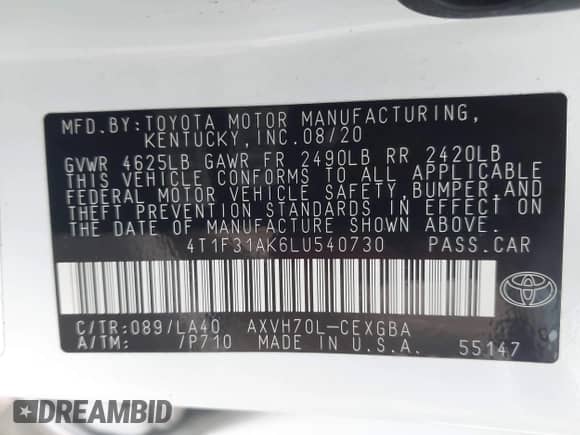 MFD.BY:TOYOTA MOTOR MANUFACTURING,
KENTUCKY,INC.08/20
GVWR 4625LB GAWR FR 2490LB RR 2420LB
THIS VEHICLE CONFORMS TO ALL APPLICABLE
FEDERAL MOTOR VEHICLE SAFETY,BUMPER,AND
THEFT PREVENTION STANDARDS IN EFFECT ON
THE DATE OF MANUFACTURE SHOWN ABOVE.
4T1F31AK6LU540730 PASS.CAR
C/TR:089/LA40 AXVH70L-CEXGBA
A/TM: /P710 MADE IN U.S.A. 55147
DREAMBID